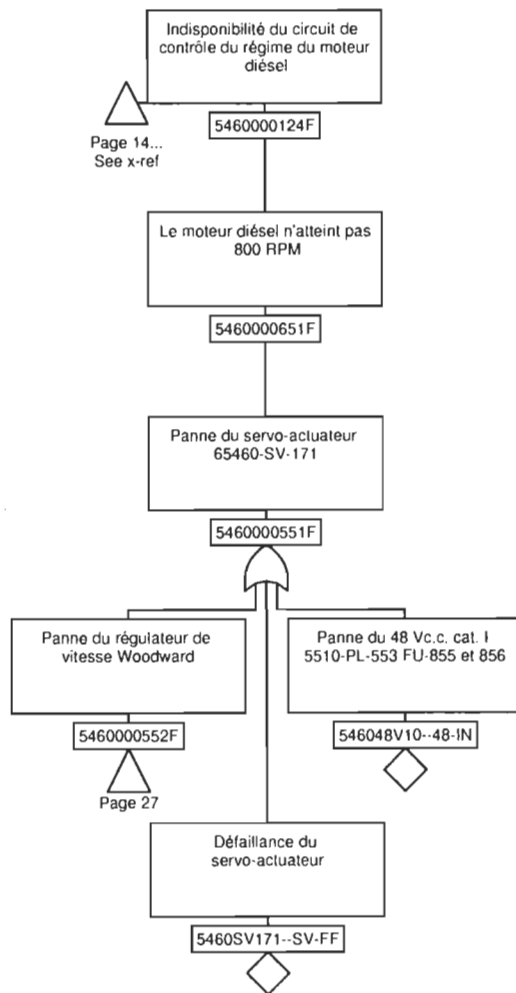 Indisponibilité du circuit de
contrôle du régime du moteur
diésel
Page 14...
See x-ref
5460000124F
Le moteur diésel n'atteint pas
800 RPM
5460000651F
Panne du servo-actuateur
65460-SV-171
5460000551F
Panne du régulateur de
vitesse Woodward
5460000552F
Page 27
Panne du 48 Vc.c. cat. I
5510-PL-553 FU-855 et 856
546048V10--48-IN
Défaillance du
servo-actuateur
5460SV171--SV-FF